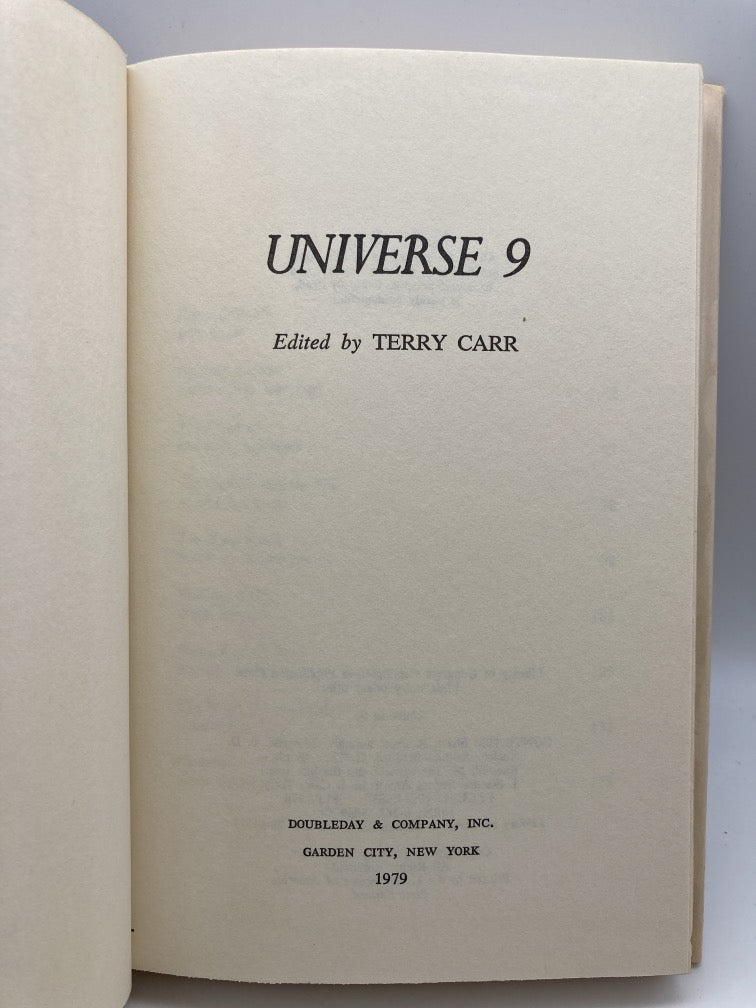 UNIVERSE 9
Edited by TERRY CARR
DOUBLEDAY & COMPANY, INC.
GARDEN CITY, NEW YORK
1979